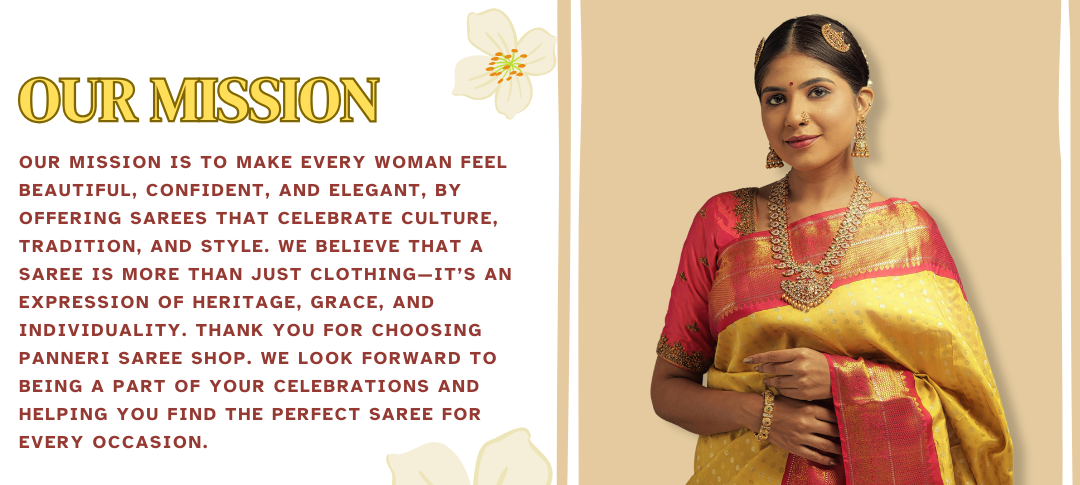 OUR MISSION
OUR MISSION IS TO MAKE EVERY WOMAN FEEL
BEAUTIFUL, CONFIDENT, AND ELEGANT, BY
OFFERING SAREES THAT CELEBRATE CULTURE,
TRADITION, AND STYLE. WE BELIEVE THAT A
SAREE IS MORE THAN JUST CLOTHING—IT’S AN
EXPRESSION OF HERITAGE, GRACE, AND
INDIVIDUALITY. THANK YOU FOR CHOOSING
PANNERI SAREE SHOP. WE LOOK FORWARD TO
BEING A PART OF YOUR CELEBRATIONS AND
HELPING YOU FIND THE PERFECT SAREE FOR
EVERY OCCASION.